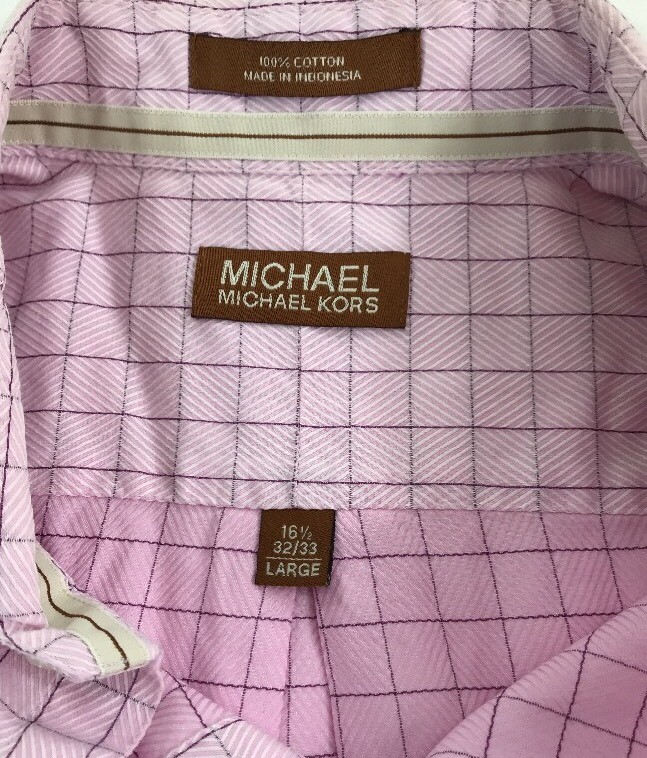 100% COTTON
MADE IN INDONESIA
MICHAEL
MICHAEL KORS
16½
32/33
LARGE